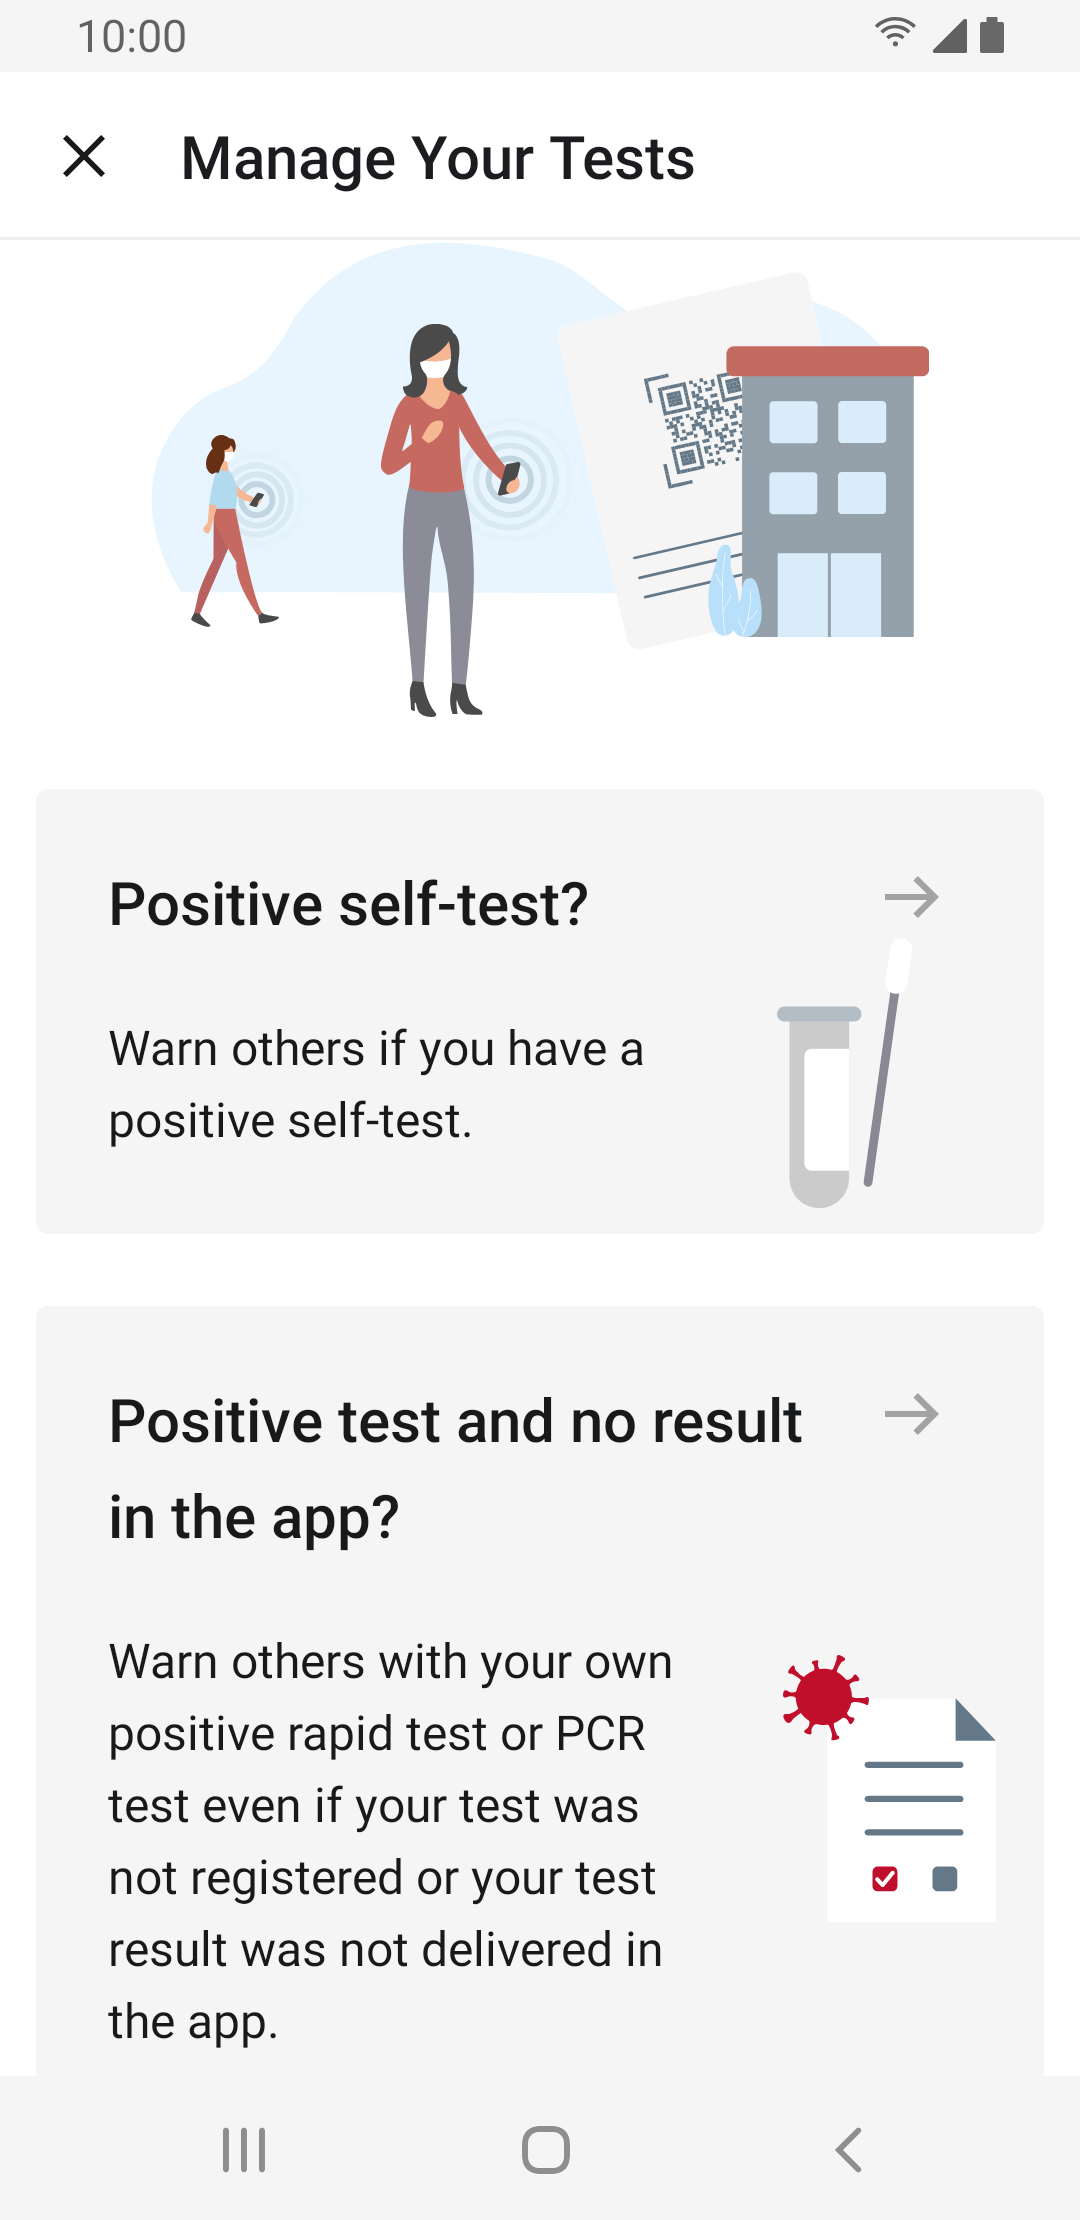 10:00
Manage Your Tests
Positive self-test?
Warn others if you have a
positive self-test.
Positive test and no result
in the app?
Warn others with your own
positive rapid test or PCR
test even if your test was
not registered or your test
result was not delivered in
the app.